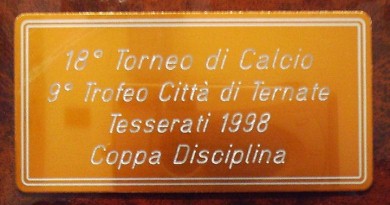 18° Torneo di Calcio
9° Trofeo Città di Ternate
Tesserati 1998
Coppa Disciplina